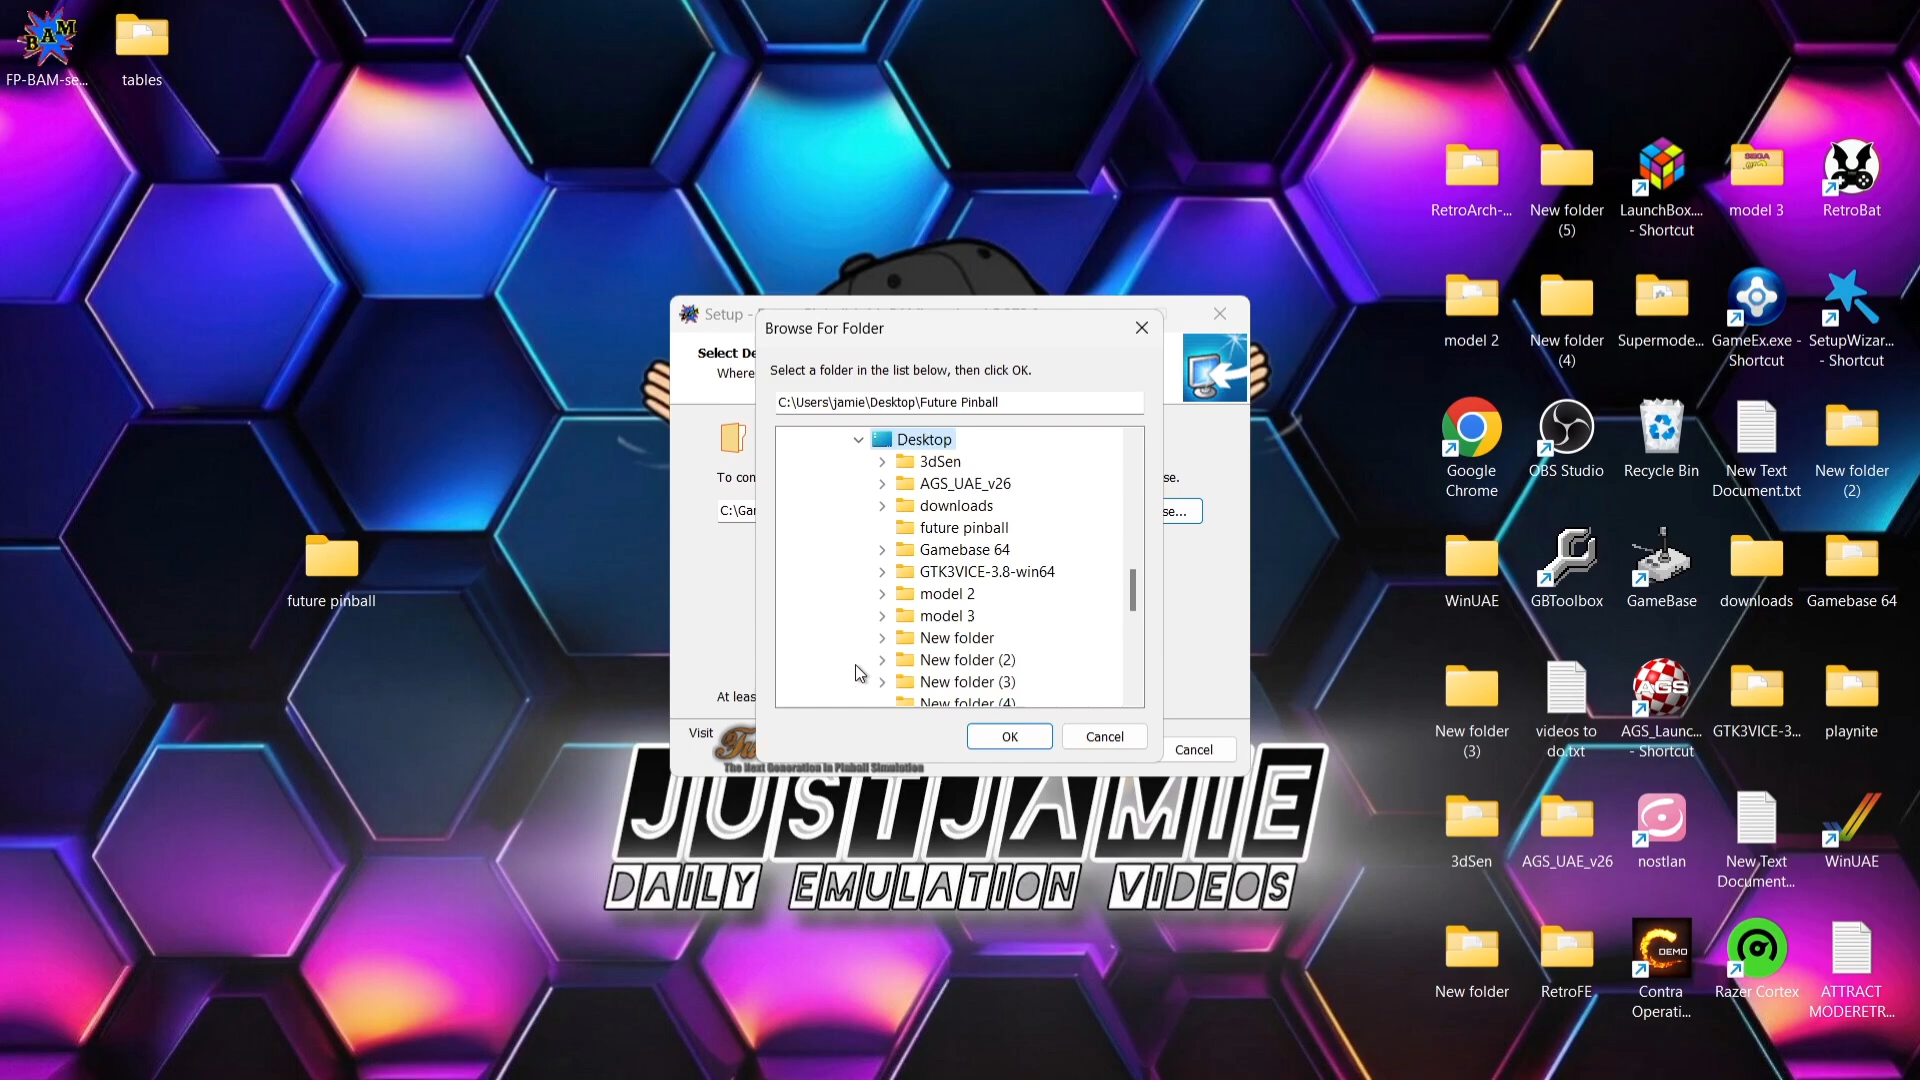 FP-BAM-se...
tables
future pinball
Setup -
Select De
Where
To con
se.
C:\Gar
se...
At leas
Visit
The Next Generation In Pinball Simulation
Cancel
Browse For Folder
Select a folder in the list below, then click OK.
C:\Users\jamie\Desktop\Future Pinball
Desktop
3dSen
AGS_UAE_v26
downloads
future pinball
Gamebase 64
GTK3VICE-3.8-win64
model 2
model 3
New folder
New folder (2)
New folder (3)
New folder (4)
OK
Cancel
JUSTJAMIE
DAILY EMULATION VIDEOS
RetroArch-...
New folder
(5)
LaunchBox....
- Shortcut
model 3
RetroBat
model 2
New folder
(4)
Supermode...
GameEx.exe -
Shortcut
SetupWizar...
- Shortcut
Google
Chrome
OBS Studio
Recycle Bin
New Text
Document.txt
New folder
(2)
WinUAE
GBToolbox
GameBase
downloads
Gamebase 64
New folder
(3)
videos to
do.txt
AGS
AGS_Launc...
- Shortcut
GTK3VICE-3...
playnite
3dSen
AGS_UAE_v26
nostlan
New Text
Document...
WinUAE
New folder
RetroFE
DEMO
Contra
Operati...
Razer Cortex
ATTRACT
MODERETR...